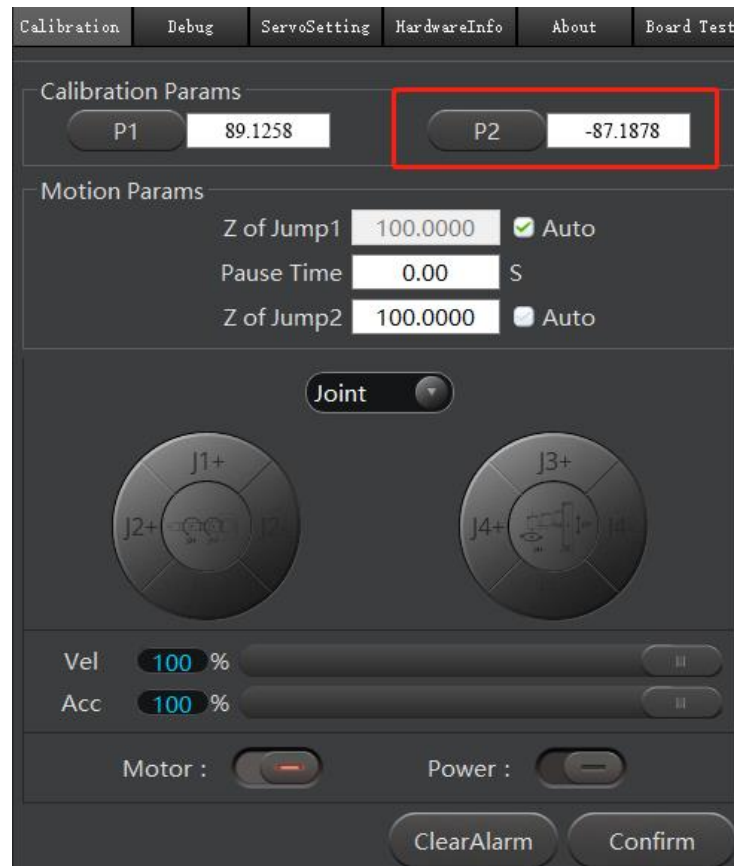 Calibration Debug ServoSetting HardwareInfo About Board Test
Calibration Params
P1 89.1258 P2 -87.1878
Motion Params
Z of Jump1 100.0000 Auto
Pause Time 0.00 S
Z of Jump2 100.0000 Auto
Joint
J1+ J3+
J2+ J2- J4+ J4-
Vel 100 %
Acc 100 %
Motor : Power :
ClearAlarm Confirm